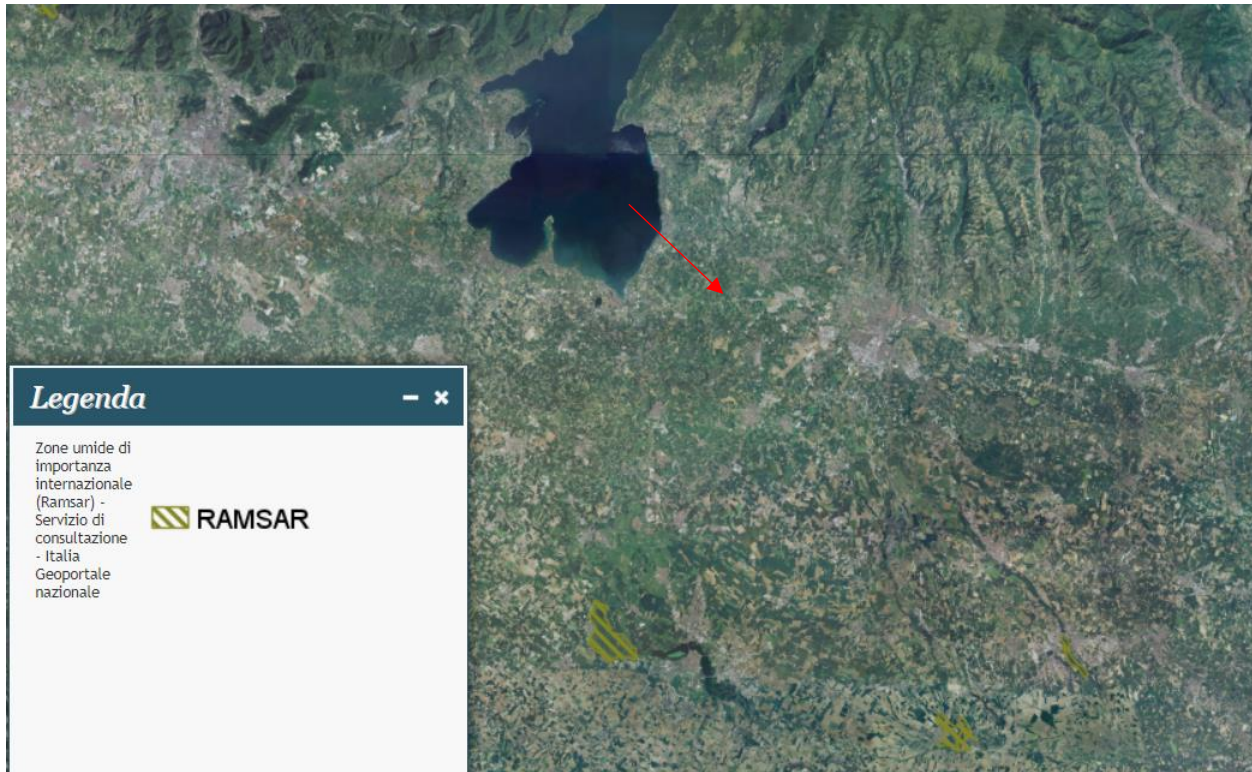 Legenda
Zone umide di
importanza
internazionale
(Ramsar) -
Servizio di
consultazione
- Italia
Geoportale
nazionale
RAMSAR